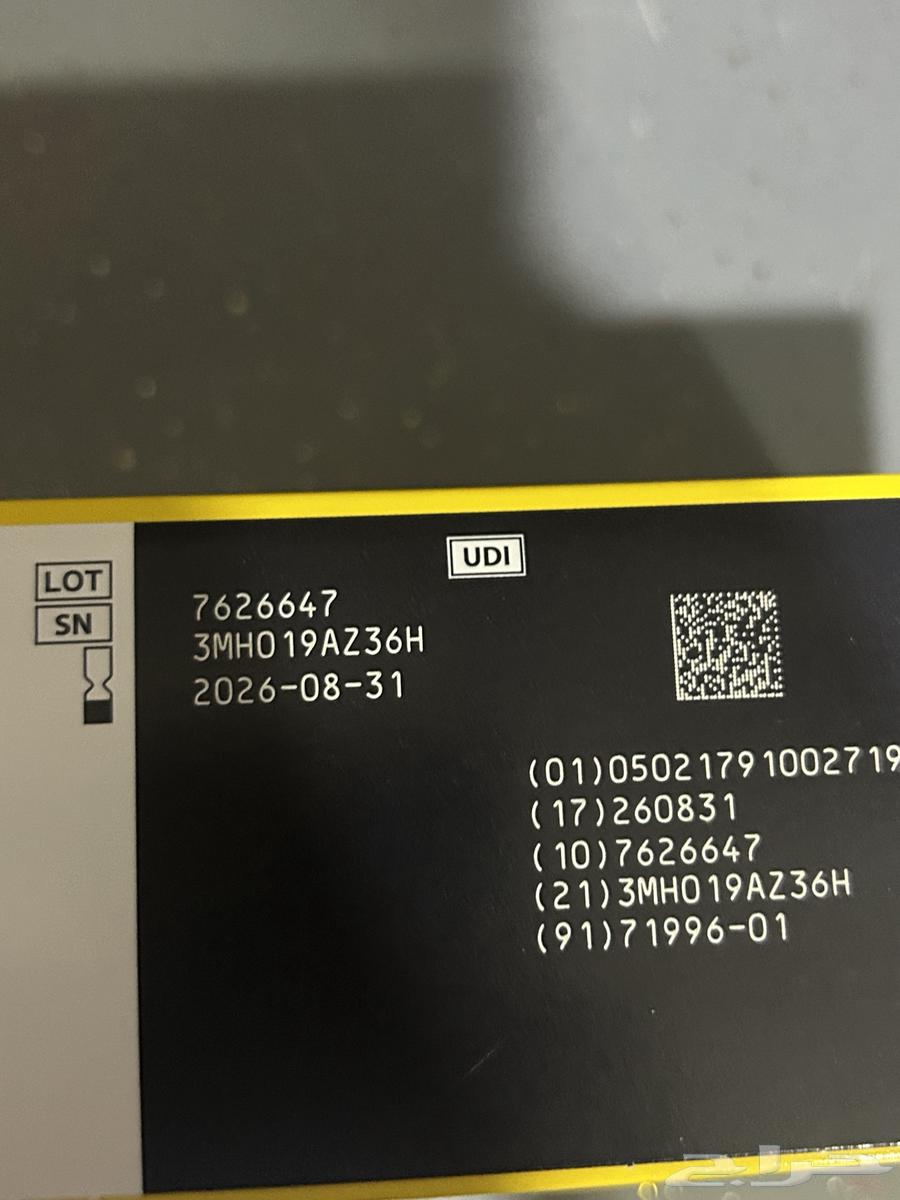 UDI
LOT 7626647
SN 3MH019AZ36H
2026-08-31
(01)05021791002719
(17)260831
(10)7626647
(21)3MH019AZ36H
(91)71996-01
حراج